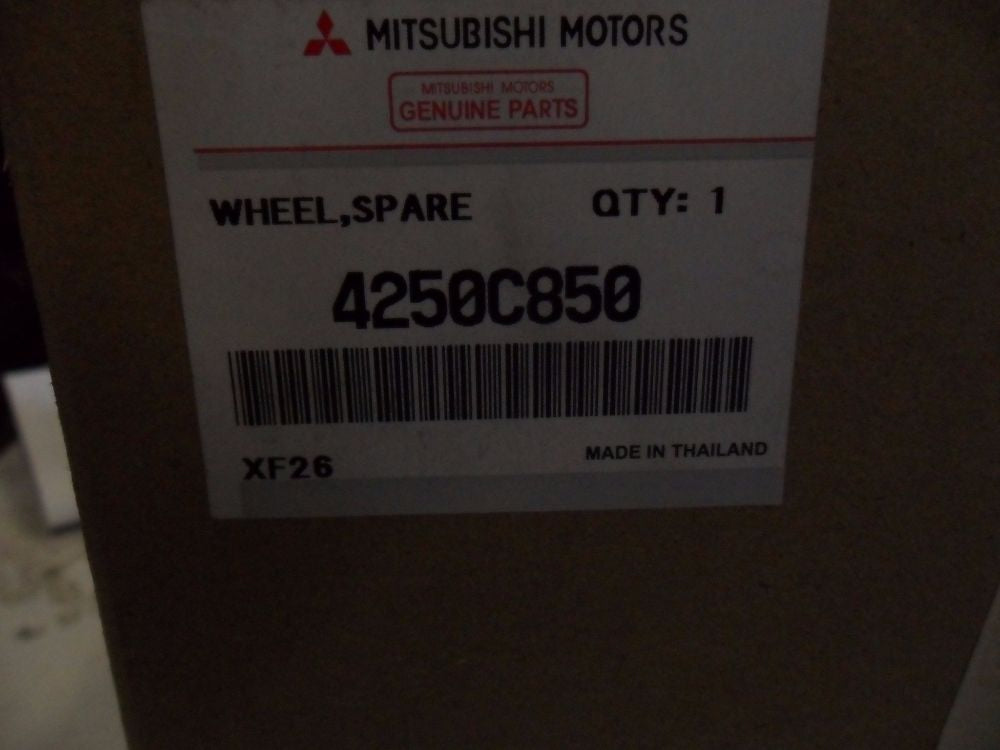 MITSUBISHI MOTORS
MITSUBISHI MOTORS
GENUINE PARTS
WHEEL,SPARE QTY: 1
4250C850
XF26 MADE IN THAILAND